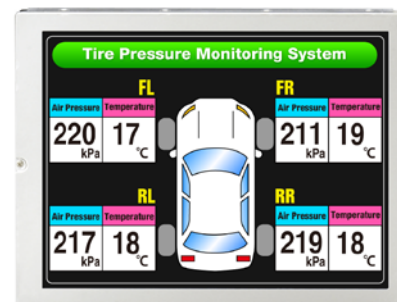 Tire Pressure Monitoring System
FL
FR
Air Pressure Temperature
Air Pressure Temperature
220 kPa 17 ℃
211 kPa 19 ℃
RL
RR
Air Pressure Temperature
Air Pressure Temperature
217 kPa 18 ℃
219 kPa 18 ℃